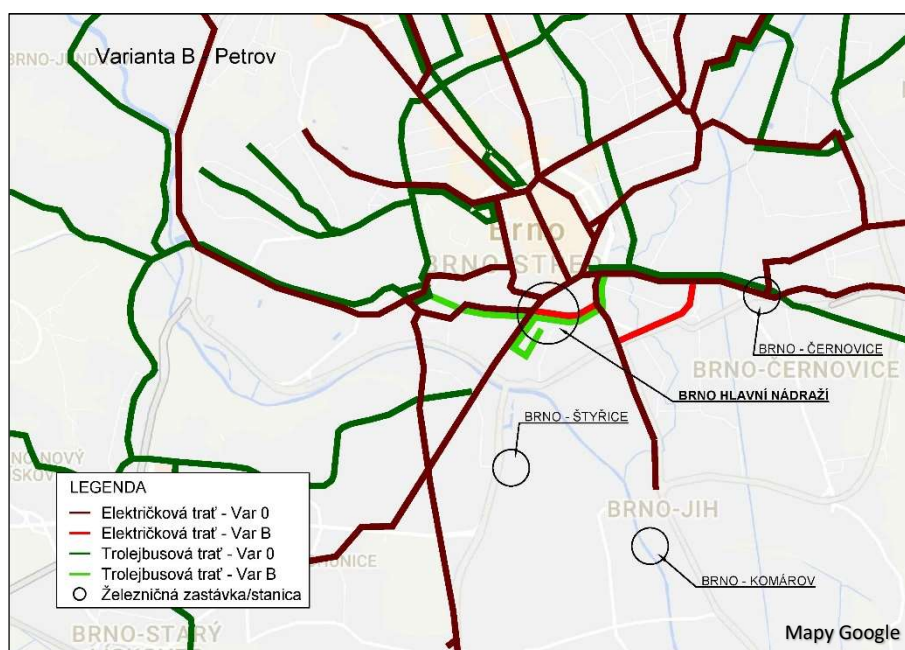 Varianta B - Petrov
BRNO-JUND
Brno
BRNO-STŘED
BRNO - ČERNOVICE
BRNO-ČERNOVICE
BRNO HLAVNÍ NÁDRAŽÍ
BRNO - ŠTYŘICE
LEGENDA
Električková trať - Var 0
Električková trať - Var B
Trolejbusová trať - Var 0
Trolejbusová trať - Var B
Železničná zastávka/stanica
BRNO-JIH
BRNO - KOMÁROV
BRNO-STARÝ
Mapy Google